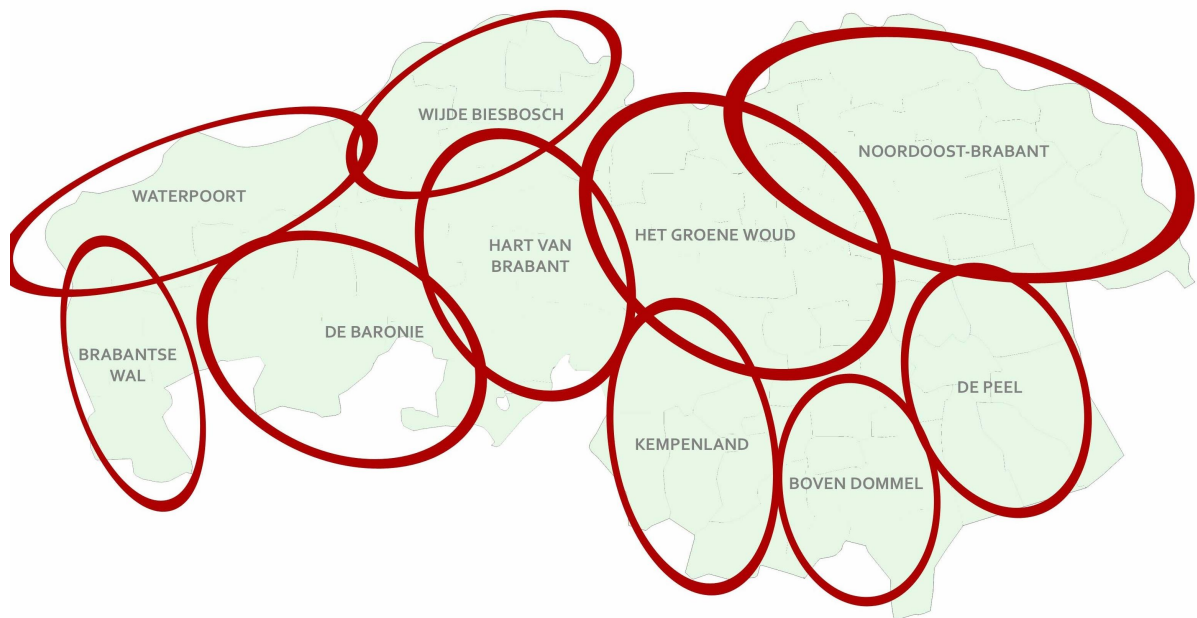 WIJDE BIESBOSCH
NOORDOOST-BRABANT
WATERPOORT
HET GROENE WOUD
HART VAN
BRABANT
DE BARONIE
BRABANTSE
WAL
DE PEEL
KEMPENLAND
BOVEN DOMMEL